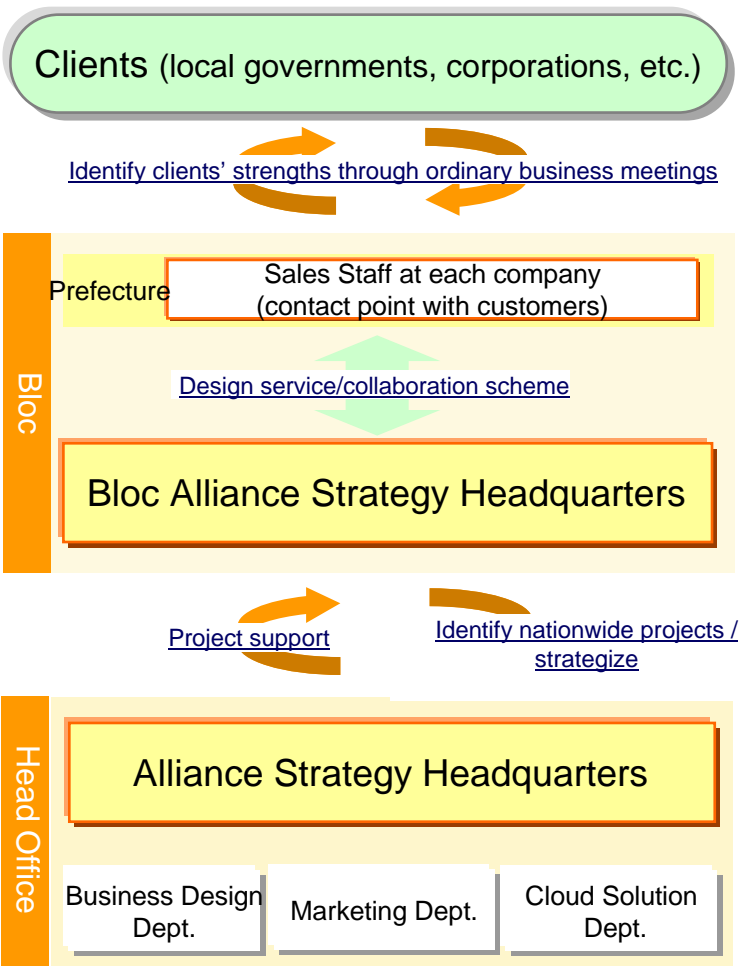 Clients (local governments, corporations, etc.)
Identify clients’ strengths through ordinary business meetings
Bloc
Prefecture
Sales Staff at each company
(contact point with customers)
Design service/collaboration scheme
Bloc Alliance Strategy Headquarters
Project support
Identify nationwide projects /
strategize
Head Office
Alliance Strategy Headquarters
Business Design
Dept.
Marketing Dept.
Cloud Solution
Dept.